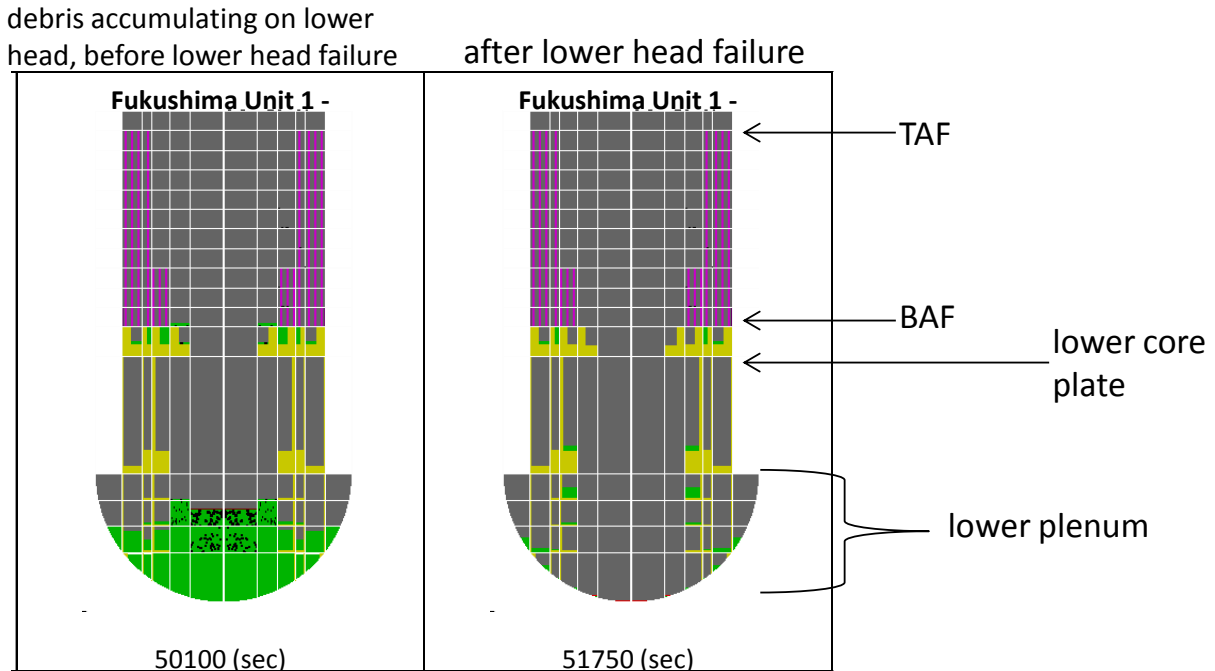 debris accumulating on lower
head, before lower head failure
after lower head failure
Fukushima Unit 1 -
Fukushima Unit 1 -
TAF
BAF
lower core
plate
lower plenum
-
-
50100 (sec)
51750 (sec)